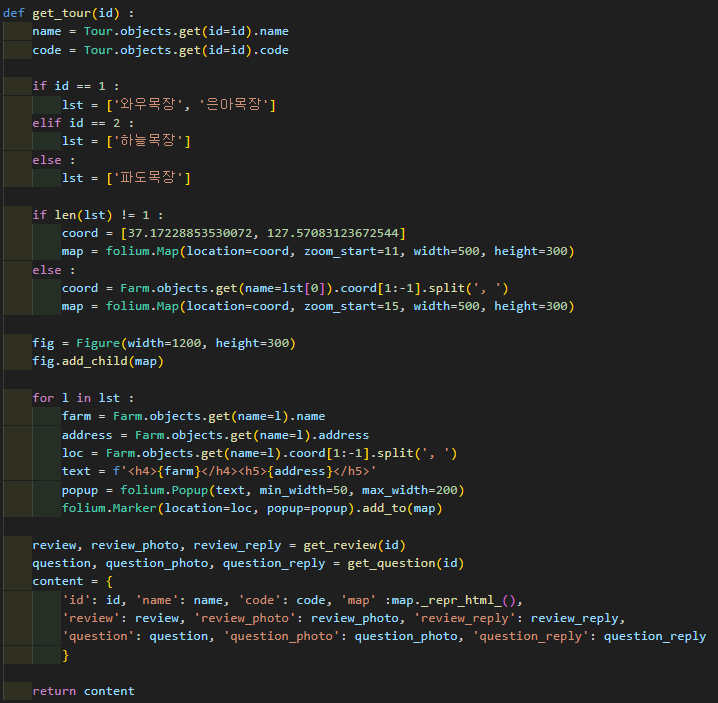 def get_tour(id) :
    name = Tour.objects.get(id=id).name
    code = Tour.objects.get(id=id).code

    if id == 1 :
        lst = ['와우목장', '은아목장']
    elif id == 2 :
        lst = ['하늘목장']
    else :
        lst = ['파도목장']

    if len(lst) != 1 :
        coord = [37.17228853530072, 127.57083123672544]
        map = folium.Map(location=coord, zoom_start=11, width=500, height=300)
    else :
        coord = Farm.objects.get(name=lst[0]).coord[1:-1].split(', ')
        map = folium.Map(location=coord, zoom_start=15, width=500, height=300)

    fig = Figure(width=1200, height=300)
    fig.add_child(map)

    for l in lst :
        farm = Farm.objects.get(name=l).name
        address = Farm.objects.get(name=l).address
        loc = Farm.objects.get(name=l).coord[1:-1].split(', ')
        text = f'<h4>{farm}</h4><h5>{address}</h5>'
        popup = folium.Popup(text, min_width=50, max_width=200)
        folium.Marker(location=loc, popup=popup).add_to(map)

    review, review_photo, review_reply = get_review(id)
    question, question_photo, question_reply = get_question(id)
    content = {
        'id': id, 'name': name, 'code': code, 'map' :map._repr_html_(),
        'review': review, 'review_photo': review_photo, 'review_reply': review_reply,
        'question': question, 'question_photo': question_photo, 'question_reply': question_reply
        }

    return content